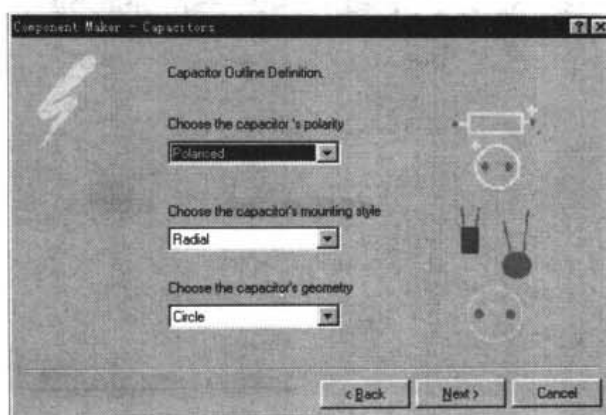 Component Maker - Capacitors
Capacitor Outline Definition.
Choose the capacitor 's polarity
Polarized
Choose the capacitor's mounting style
Radial
Choose the capacitor's geometry
Circle
< Back
Next >
Cancel